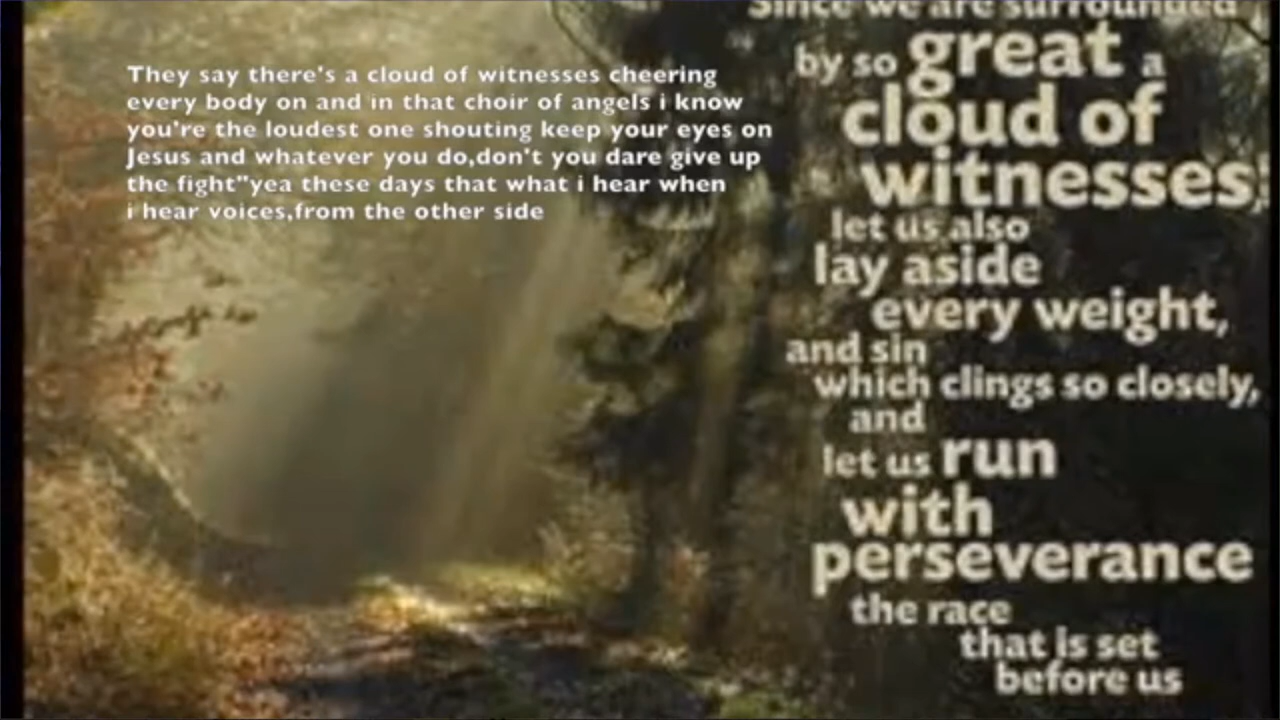 They say there's a cloud of witnesses cheering
every body on and in that choir of angels i know
you're the loudest one shouting keep your eyes on
Jesus and whatever you do,don't you dare give up
the fight"yea these days that what i hear when
i hear voices,from the other side
Since we are surrounded
by so great a
cloud of
witnesses,
let us also
lay aside
every weight,
and sin
which clings so closely,
and
let us run
with
perseverance
the race
that is set
before us